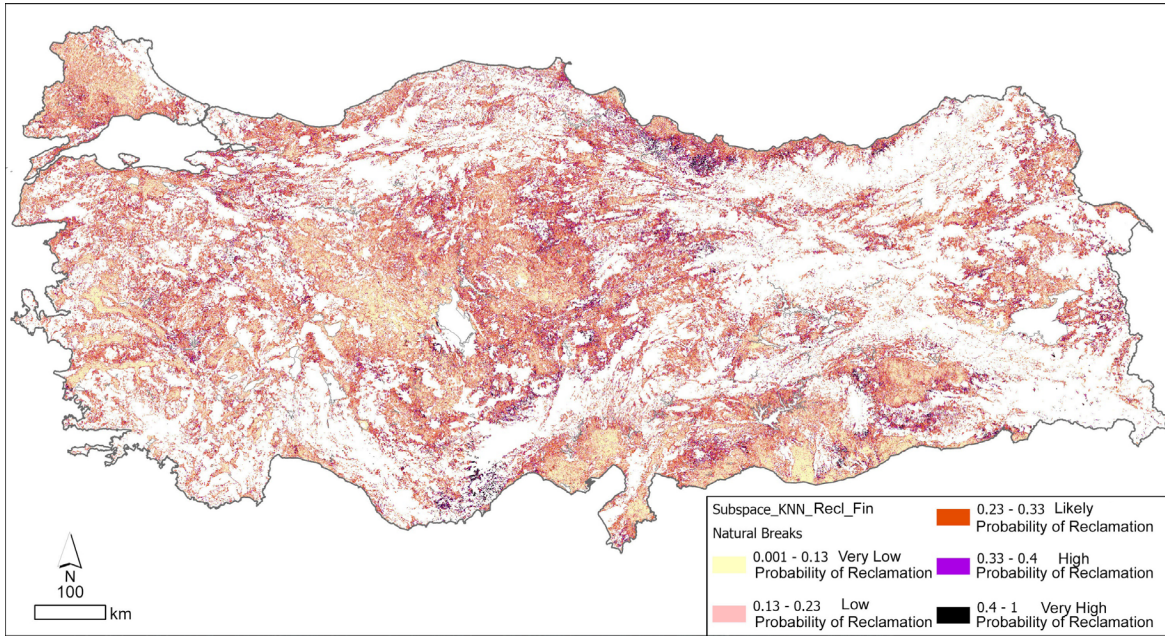 Subspace_KNN_Recl_Fin
Natural Breaks
0.001 - 0.13 Very Low
Probability of Reclamation
0.13 - 0.23 Low
Probability of Reclamation
0.23 - 0.33 Likely
Probability of Reclamation
0.33 - 0.4 High
Probability of Reclamation
0.4 - 1 Very High
Probability of Reclamation
N
100
km